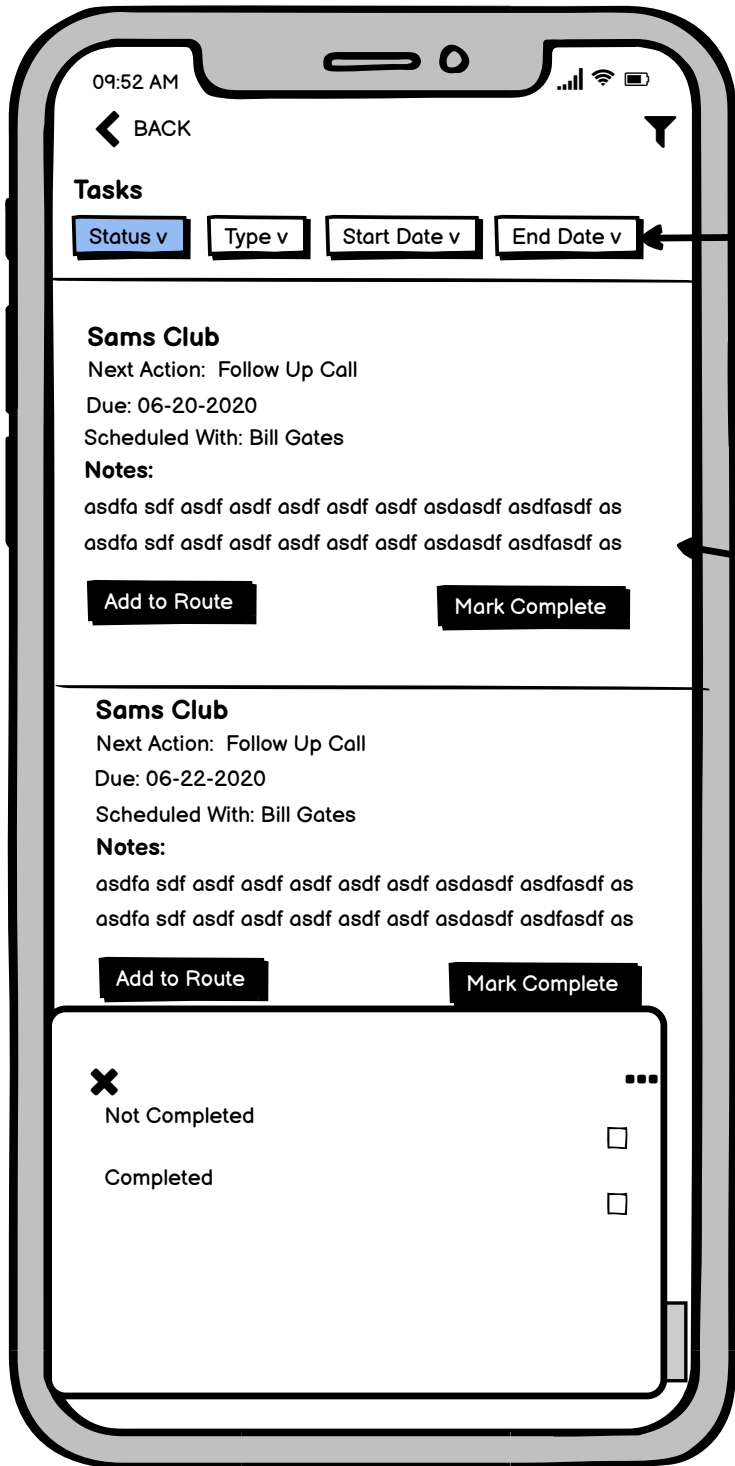 09:52 AM
BACK
Tasks
Status v Type v Start Date v End Date v
Sams Club
Next Action: Follow Up Call
Due: 06-20-2020
Scheduled With: Bill Gates
Notes:
asdfa sdf asdf asdf asdf asdf asdf asdasdf asdfasdf as
asdfa sdf asdf asdf asdf asdf asdf asdasdf asdfasdf as
Add to Route Mark Complete
Sams Club
Next Action: Follow Up Call
Due: 06-22-2020
Scheduled With: Bill Gates
Notes:
asdfa sdf asdf asdf asdf asdf asdf asdasdf asdfasdf as
asdfa sdf asdf asdf asdf asdf asdf asdasdf asdfasdf as
Add to Route Mark Complete
Not Completed
Completed